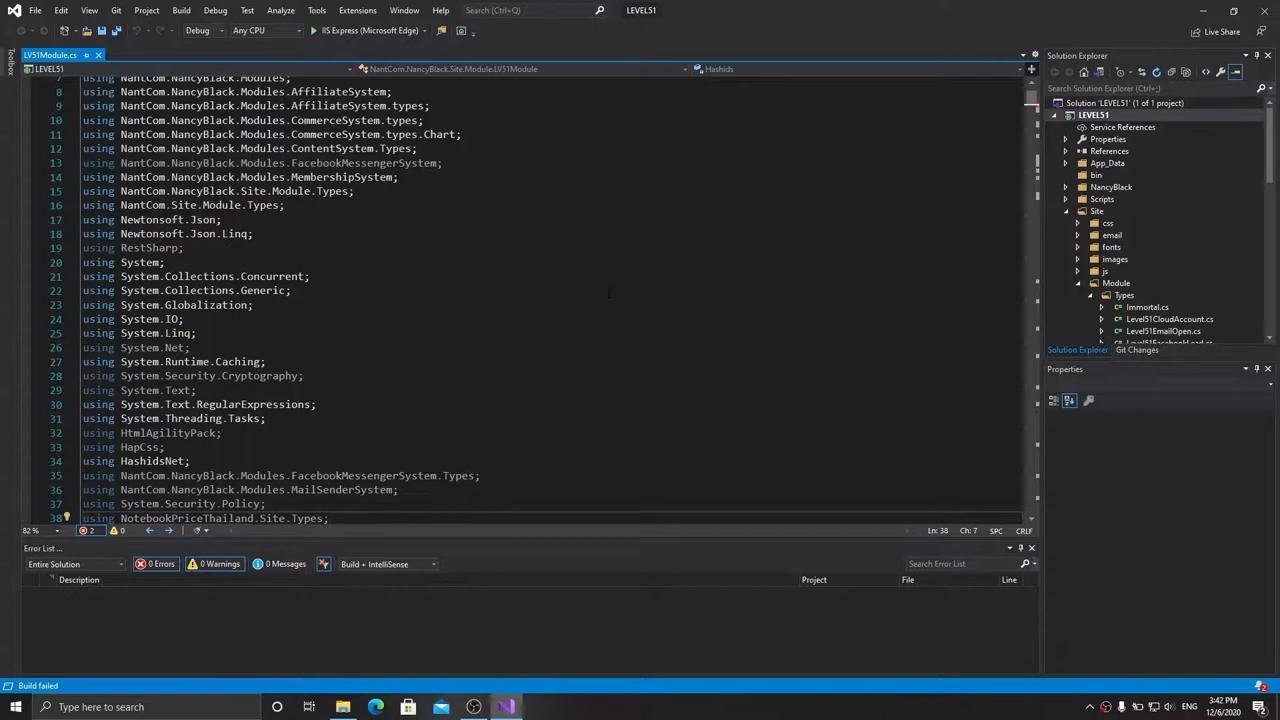 File Edit View Git Project Build Debug Test Analyze Tools Extensions Window Help Search (Ctrl+;) LEVEL51
Debug Any CPU IIS Express (Microsoft Edge) Live Share
Toolbox
LV51Module.cs
LEVEL51 NantCom.NancyBlack.Site.Module.LV51Module Hashids
7 using NantCom.NancyBlack.Modules;
8 using NantCom.NancyBlack.Modules.AffiliateSystem;
9 using NantCom.NancyBlack.Modules.AffiliateSystem.types;
10 using NantCom.NancyBlack.Modules.CommerceSystem.types;
11 using NantCom.NancyBlack.Modules.CommerceSystem.types.Chart;
12 using NantCom.NancyBlack.Modules.ContentSystem.Types;
13 using NantCom.NancyBlack.Modules.FacebookMessengerSystem;
14 using NantCom.NancyBlack.Modules.MembershipSystem;
15 using NantCom.NancyBlack.Site.Module.Types;
16 using NantCom.Site.Module.Types;
17 using Newtonsoft.Json;
18 using Newtonsoft.Json.Linq;
19 using RestSharp;
20 using System;
21 using System.Collections.Concurrent;
22 using System.Collections.Generic;
23 using System.Globalization;
24 using System.IO;
25 using System.Linq;
26 using System.Net;
27 using System.Runtime.Caching;
28 using System.Security.Cryptography;
29 using System.Text;
30 using System.Text.RegularExpressions;
31 using System.Threading.Tasks;
32 using HtmlAgilityPack;
33 using HapCss;
34 using HashidsNet;
35 using NantCom.NancyBlack.Modules.FacebookMessengerSystem.Types;
36 using NantCom.NancyBlack.Modules.MailSenderSystem;
37 using System.Security.Policy;
38 using NotebookPriceThailand.Site.Types;
82 % 2 0 Ln: 38 Ch: 7 SPC CRLF
Error List ...
Entire Solution 0 Errors 0 Warnings 0 Messages Build + IntelliSense Search Error List
Description Project File Line
Solution Explorer
Search Solution Explorer (Ctrl+;)
Solution 'LEVEL51' (1 of 1 project)
LEVEL51
Service References
Properties
References
App_Data
bin
NancyBlack
Scripts
Site
css
email
fonts
images
js
Module
Types
Immortal.cs
Level51CloudAccount.cs
Level51EmailOpen.cs
Level51FacebookLead.cs
Solution Explorer Git Changes
Properties
Build failed 2
Type here to search ENG 3:42 PM
12/6/2020 2